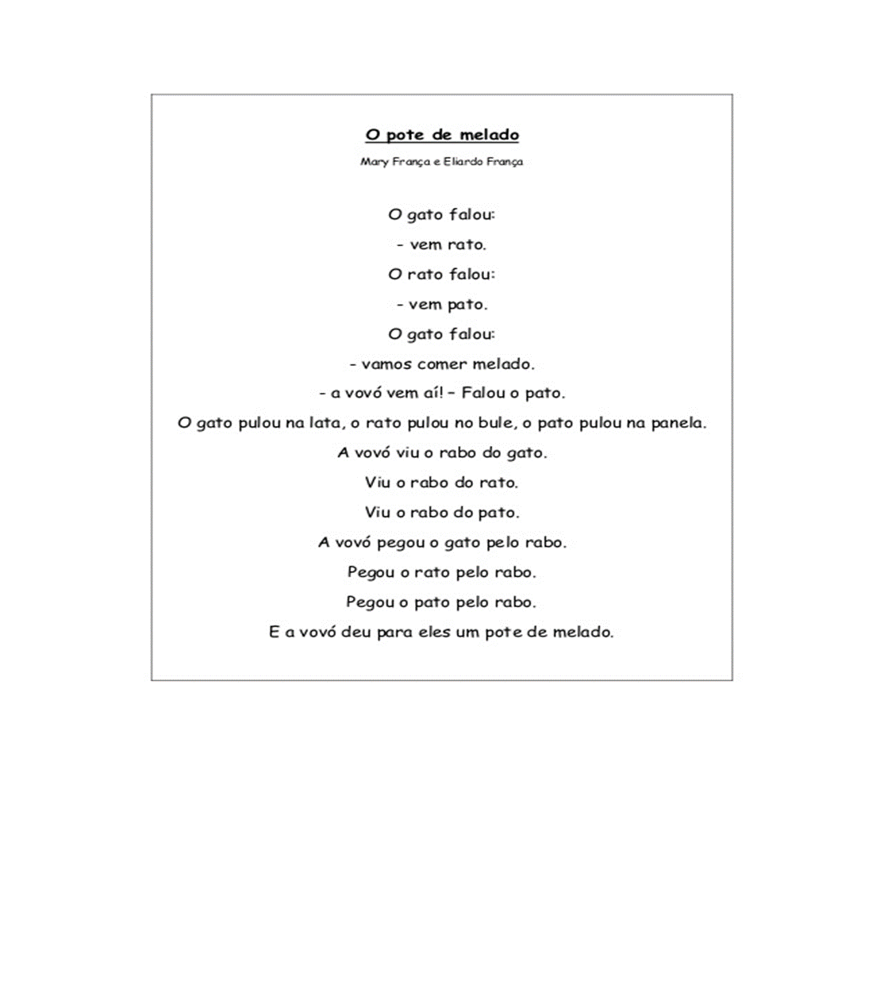 O pote de melado
Mary França e Eliardo França
O gato falou:
- vem rato.
O rato falou:
- vem pato.
O gato falou:
- vamos comer melado.
- a vovó vem aí! – Falou o pato.
O gato pulou na lata, o rato pulou no bule, o pato pulou na panela.
A vovó viu o rabo do gato.
Viu o rabo do rato.
Viu o rabo do pato.
A vovó pegou o gato pelo rabo.
Pegou o rato pelo rabo.
Pegou o pato pelo rabo.
E a vovó deu para eles um pote de melado.